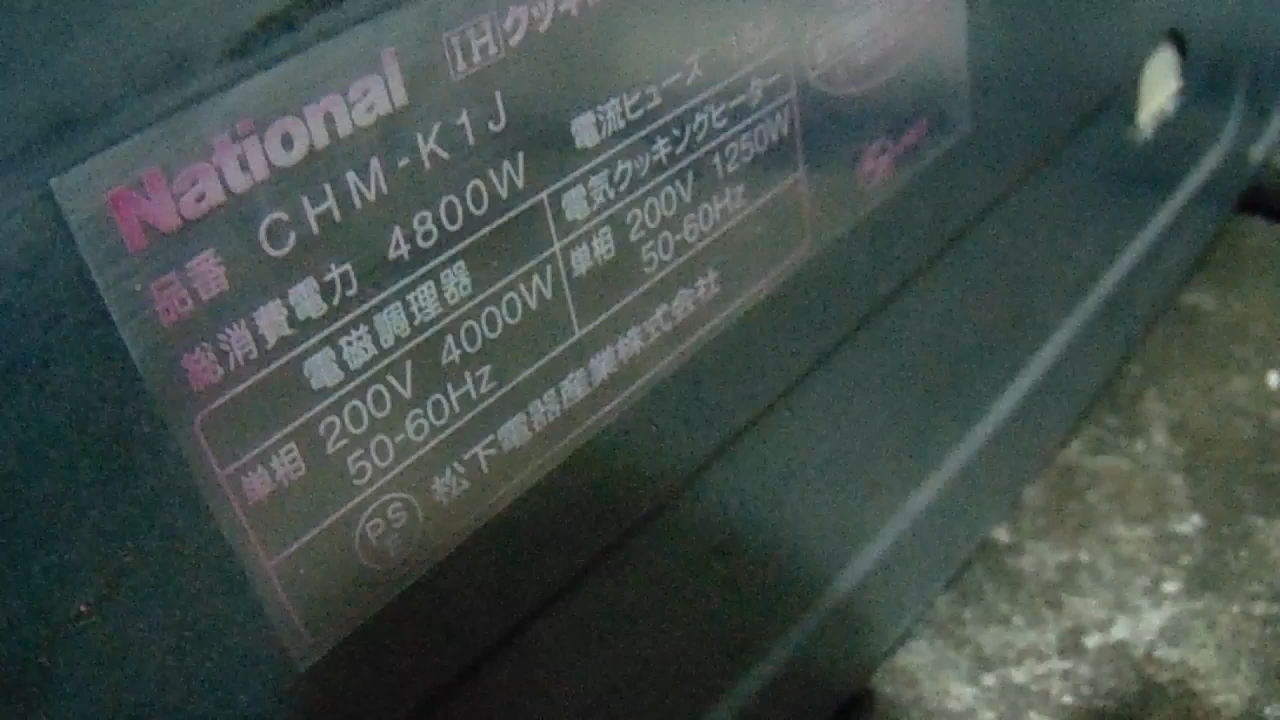 National IH
品番 CHM-K1J
総消費電力 4800W 電流ヒューズ
電磁調理器
単相 200V 4000W
50-60Hz
電気クッキングヒーター
単相 200V 1250W
50-60Hz
PS
E
松下電器産業株式会社